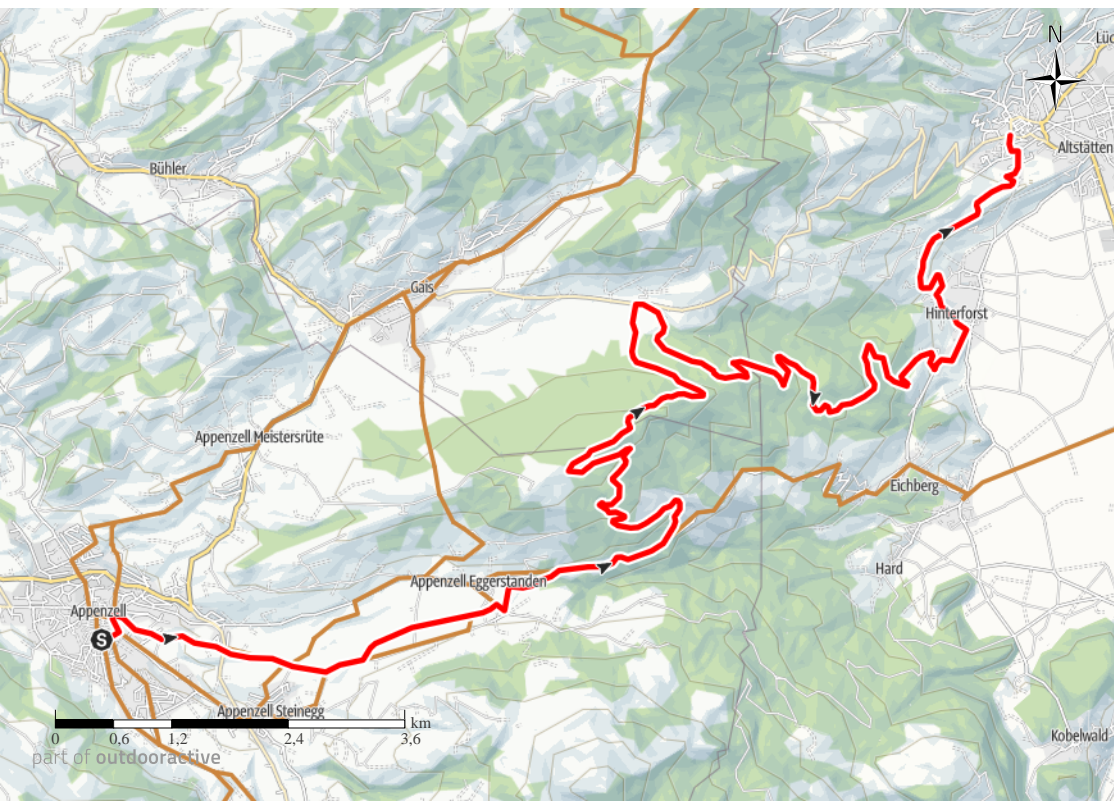 N
Lüc
Altstätten
Bühler
Gais
Hinterforst
Appenzell Meistersrüte
Eichberg
Hard
Appenzell Eggerstanden
Appenzell
S
Appenzell Steinegg
km
0 0,6 1,2 2,4 3,6
Kobelwald
part of outdooractive